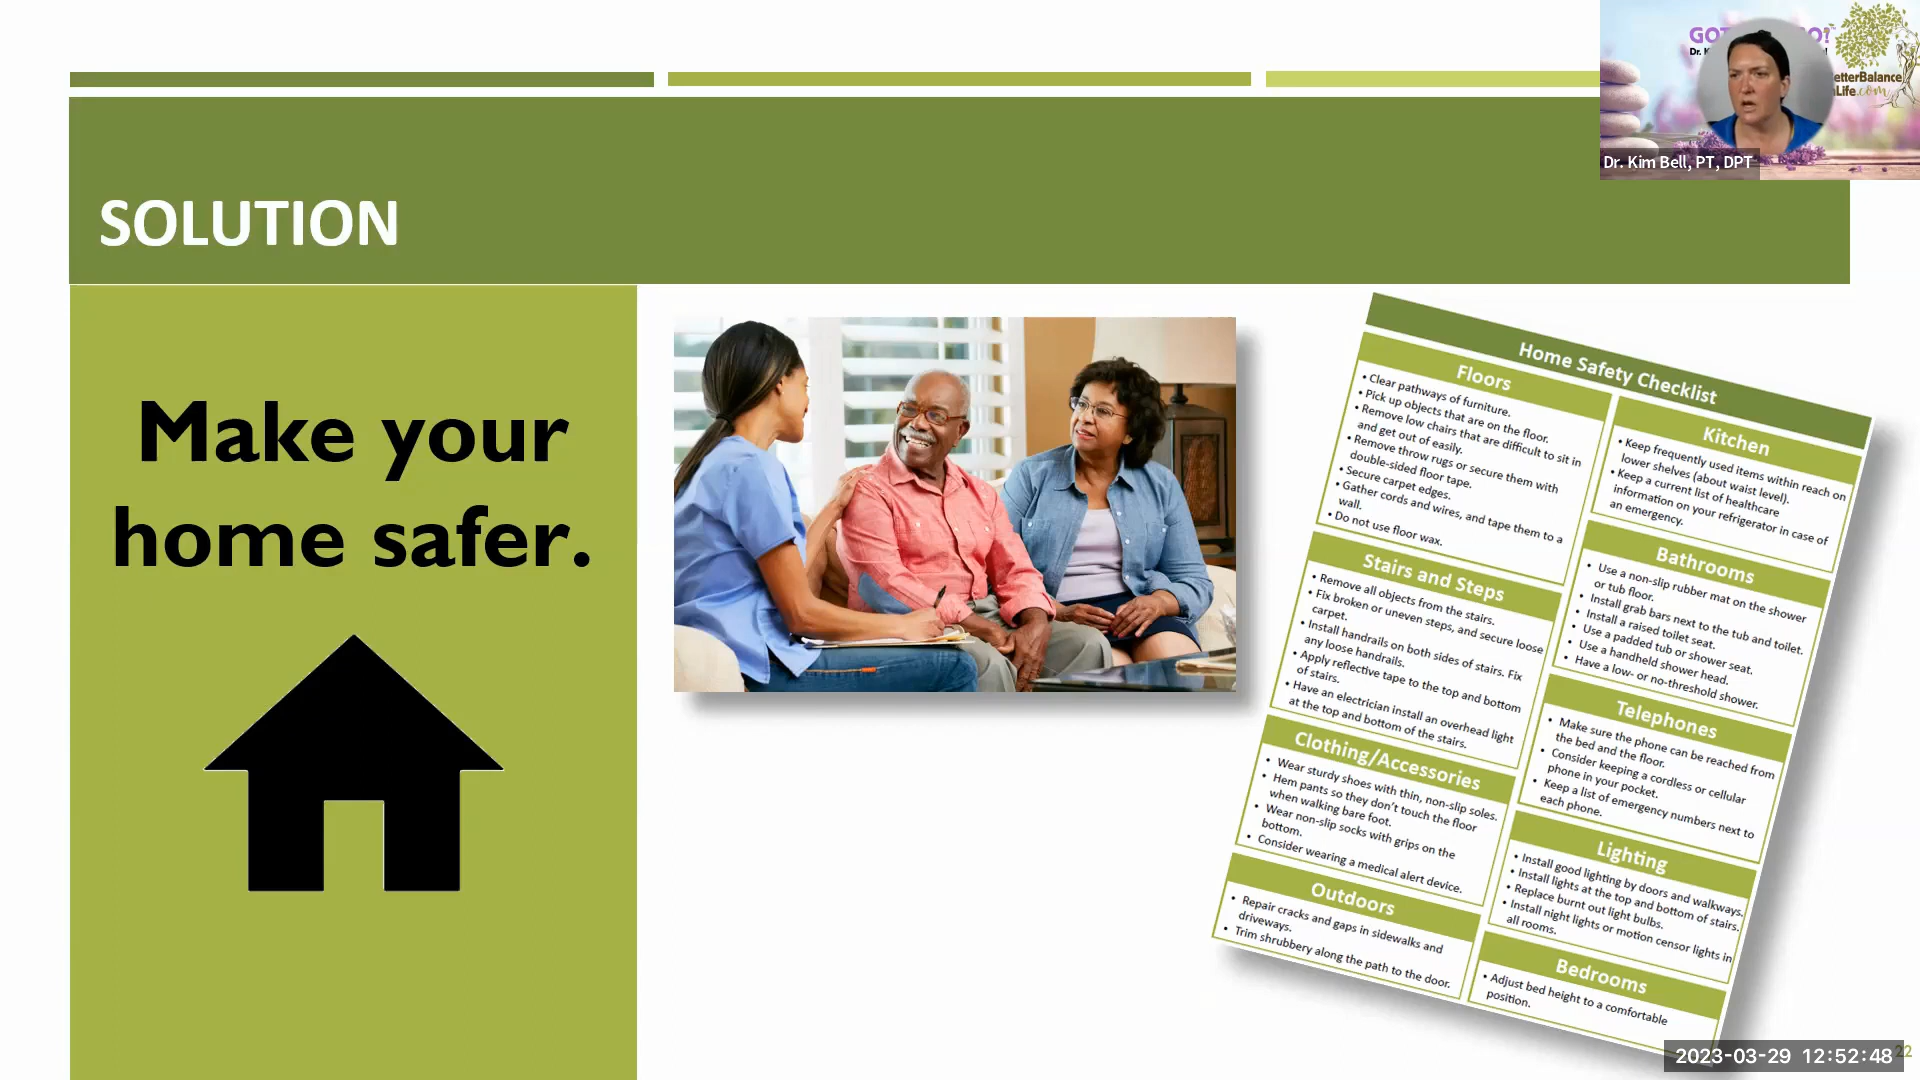 GOT
O?
Dr. K
etterBalance
nLife.com
Dr. Kim Bell, PT, DPT
SOLUTION
Make your
home safer.
Home Safety Checklist
Floors
• Clear pathways of furniture.
• Pick up objects that are on the floor.
• Remove low chairs that are difficult to sit in
and get out of easily.
• Remove throw rugs or secure them with
double-sided floor tape.
• Secure carpet edges.
• Gather cords and wires, and tape them to a
wall.
• Do not use floor wax.
Stairs and Steps
• Remove all objects from the stairs.
• Fix broken or uneven steps, and secure loose
carpet.
• Install handrails on both sides of stairs. Fix
any loose handrails.
• Apply reflective tape to the top and bottom
of stairs.
• Have an electrician install an overhead light
at the top and bottom of the stairs.
Clothing/Accessories
• Wear sturdy shoes with thin, non-slip soles.
• Hem pants so they don't touch the floor
when walking bare foot.
• Wear non-slip socks with grips on the
bottom.
• Consider wearing a medical alert device.
Outdoors
• Repair cracks and gaps in sidewalks and
driveways.
• Trim shrubbery along the path to the door.
Kitchen
• Keep frequently used items within reach on
lower shelves (about waist level).
• Keep a current list of healthcare
information on your refrigerator in case of
an emergency.
Bathrooms
• Use a non-slip rubber mat on the shower
or tub floor.
• Install grab bars next to the tub and toilet.
• Install a raised toilet seat.
• Use a padded tub or shower seat.
• Use a handheld shower head.
• Have a low- or no-threshold shower.
Telephones
• Make sure the phone can be reached from
the bed and the floor.
• Consider keeping a cordless or cellular
phone in your pocket.
• Keep a list of emergency numbers next to
each phone.
Lighting
• Install good lighting by doors and walkways.
• Install lights at the top and bottom of stairs.
• Replace burnt out light bulbs.
• Install night lights or motion censor lights in
all rooms.
Bedrooms
• Adjust bed height to a comfortable
position.
2023-03-29 12:52:48
22